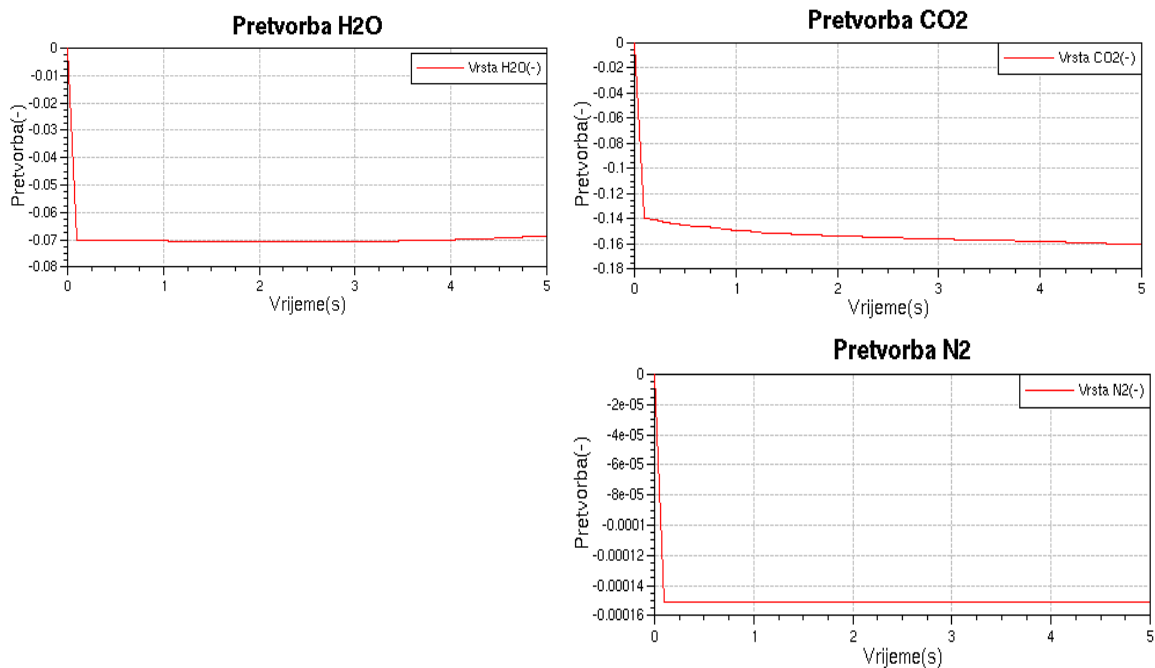 Pretvorba H2O
Vrsta H2O(-)
Pretvorba(-)
0
-0.01
-0.02
-0.03
-0.04
-0.05
-0.06
-0.07
-0.08
0 1 2 3 4 5
Vrijeme(s)
Pretvorba CO2
Vrsta CO2(-)
Pretvorba(-)
0
-0.02
-0.04
-0.06
-0.08
-0.1
-0.12
-0.14
-0.16
-0.18
0 1 2 3 4 5
Vrijeme(s)
Pretvorba N2
Vrsta N2(-)
Pretvorba(-)
0
-2e-05
-4e-05
-6e-05
-8e-05
-0.0001
-0.00012
-0.00014
-0.00016
0 1 2 3 4 5
Vrijeme(s)